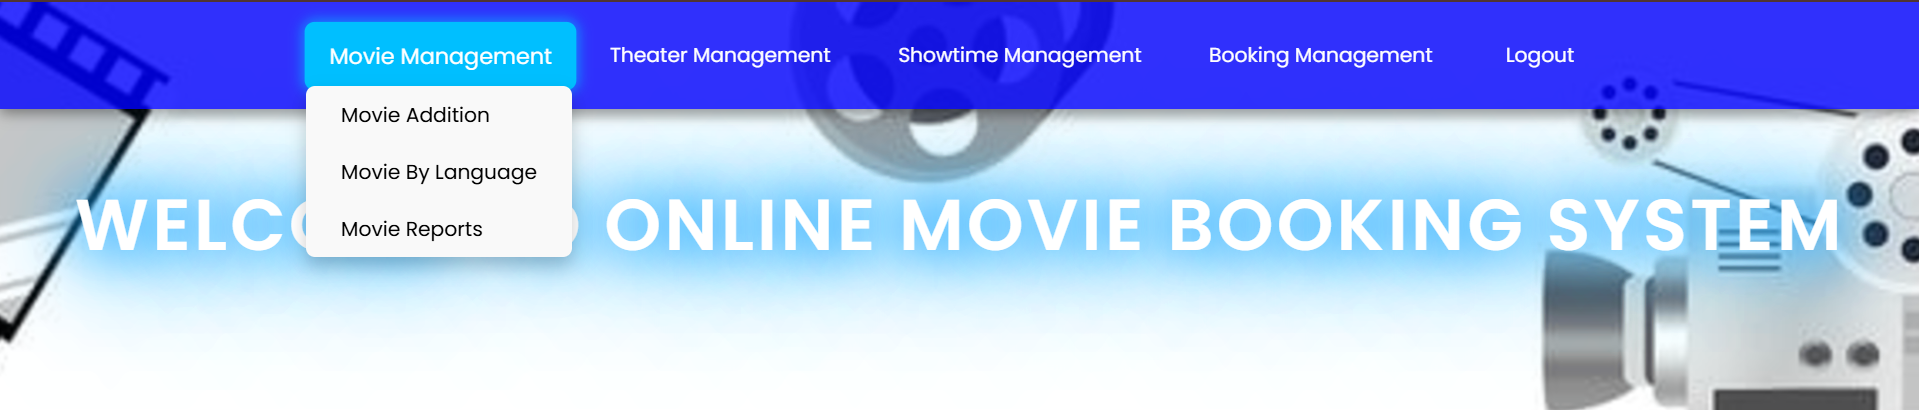 Movie Management Theater Management Showtime Management Booking Management Logout
Movie Addition
Movie By Language
Movie Reports
ONLINE MOVIE BOOKING SYSTEM